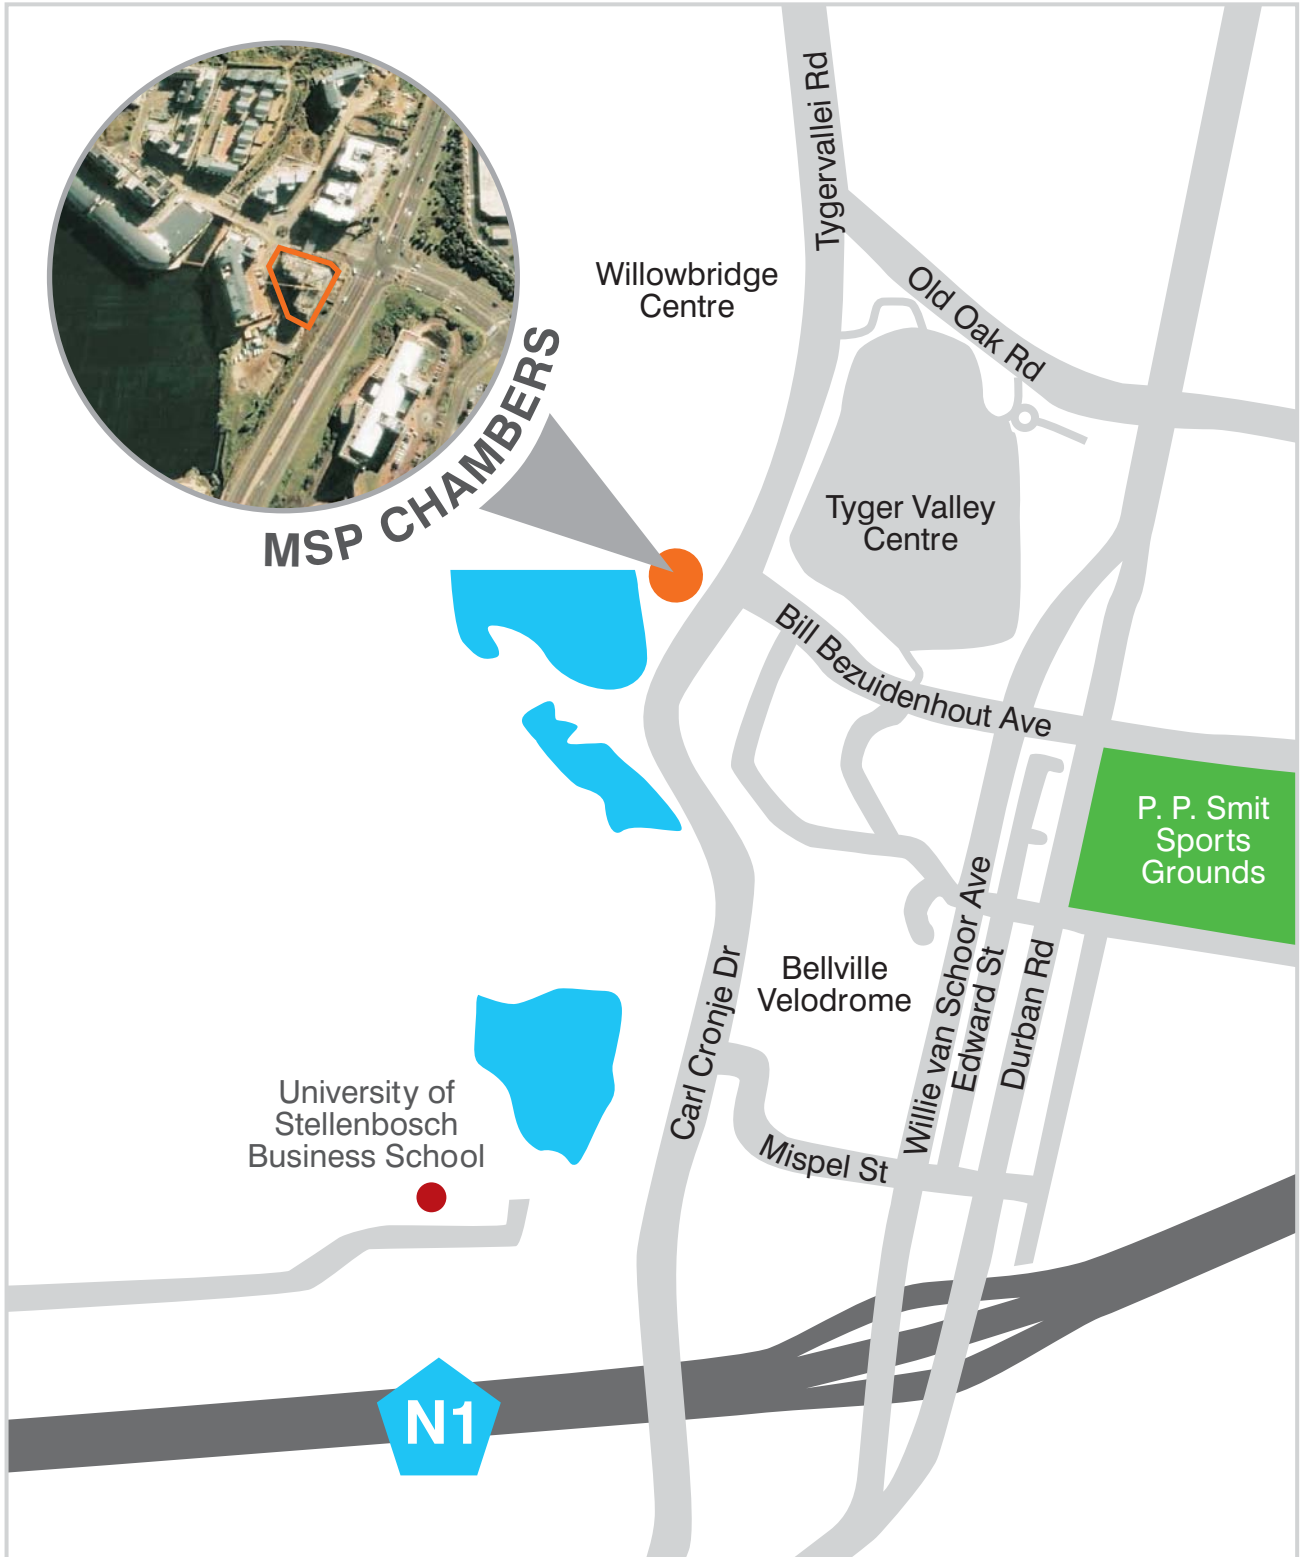 Tygervallei Rd
Willowbridge
Centre
Old Oak Rd
MSP CHAMBERS
Tyger Valley
Centre
Bill Bezuidenhout Ave
P. P. Smit
Sports
Grounds
Bellville
Velodrome
Willie van Schoor Ave
Edward St
Durban Rd
Carl Cronje Dr
University of
Stellenbosch
Business School
Mispel St
N1